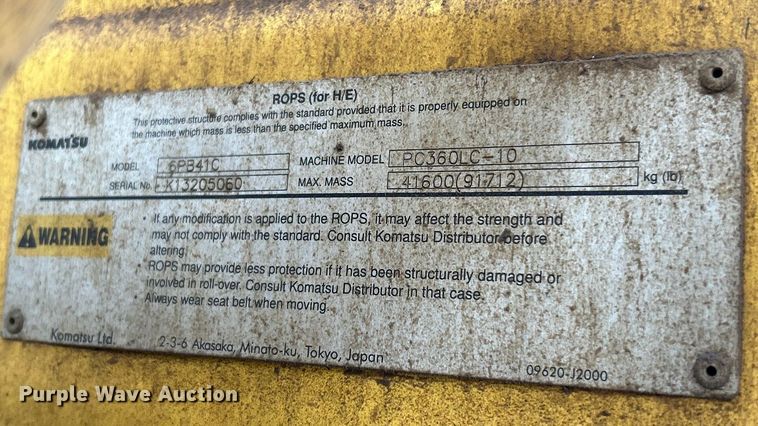 ROPS (for H/E)
This protective structure complies with the standard provided that it is properly equipped on
the machine which mass is less than the specified maximum mass.
KOMATSU
MODEL 6PB41C MACHINE MODEL PC360LC-10
SERIAL No. K13205060 MAX. MASS 41600(91712) kg (lb)
WARNING
• If any modification is applied to the ROPS, it may affect the strength and
may not comply with the standard. Consult Komatsu Distributor before
altering.
• ROPS may provide less protection if it has been structurally damaged or
involved in roll-over. Consult Komatsu Distributor in that case.
• Always wear seat belt when moving.
Komatsu Ltd. 2-3-6 Akasaka, Minato-ku, Tokyo, Japan
09620-J2000
Purple Wave Auction